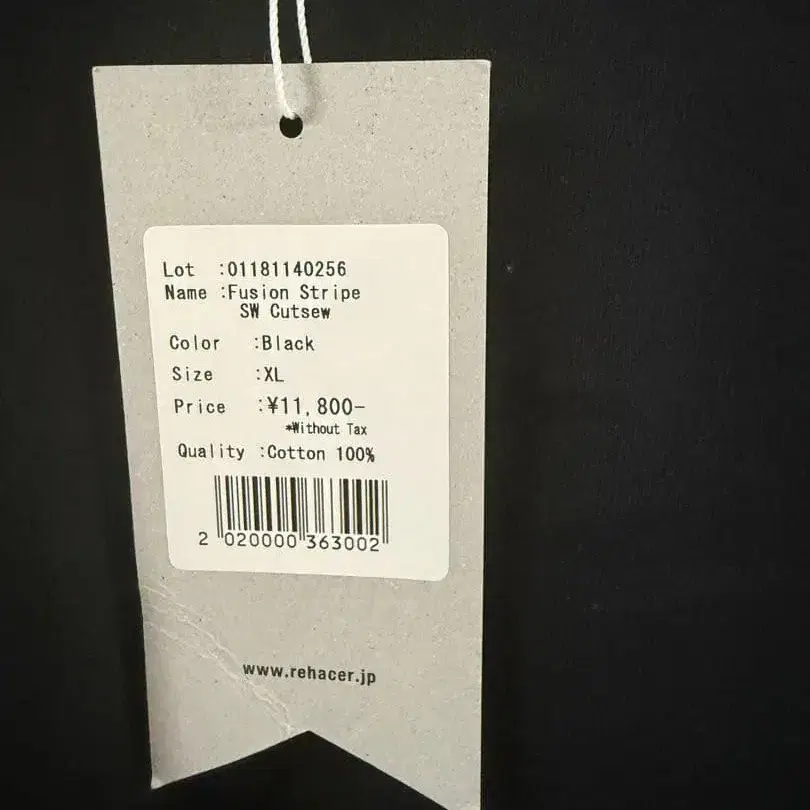 Lot :01181140256
Name :Fusion Stripe
SW Cutsew
Color :Black
Size :XL
Price :¥11,800-
*Without Tax
Quality :Cotton 100%
2 020000 363002
www.rehacer.jp